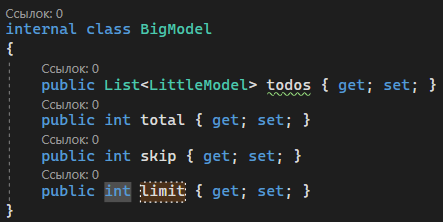 Ссылок: 0
internal class BigModel
{
Ссылок: 0
public List<LittleModel> todos { get; set; }
Ссылок: 0
public int total { get; set; }
Ссылок: 0
public int skip { get; set; }
Ссылок: 0
public int limit { get; set; }
}